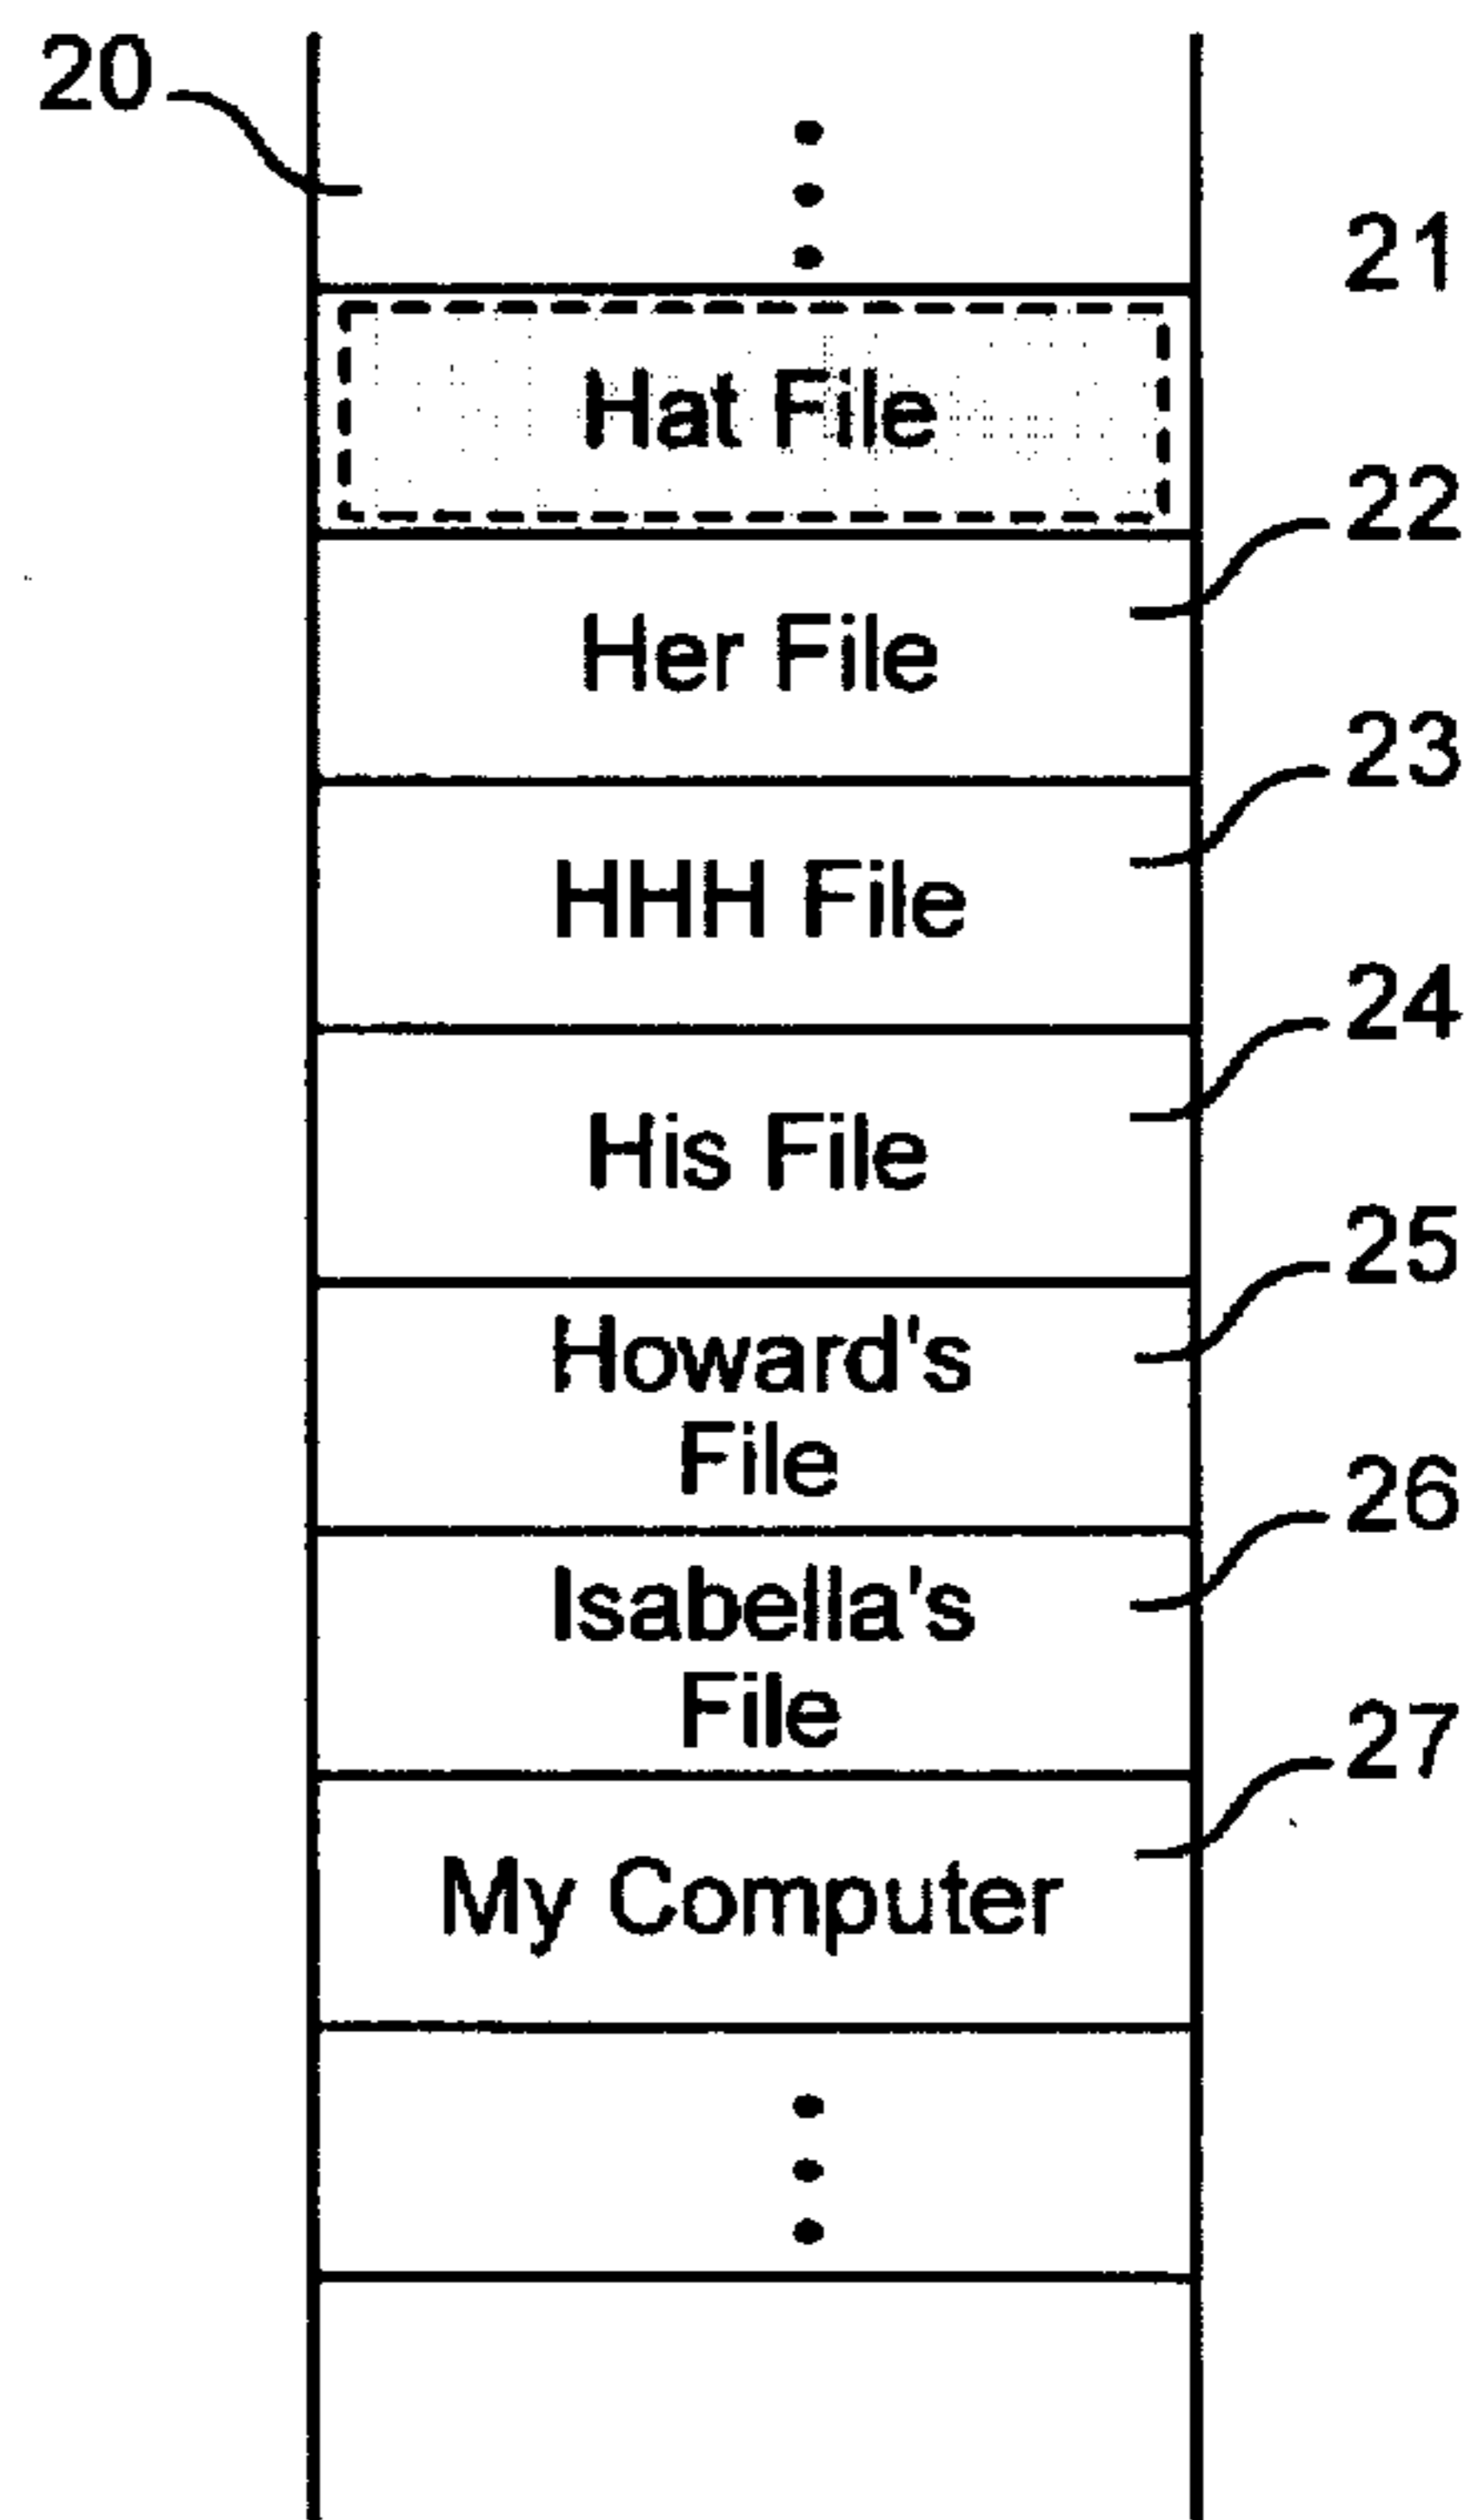 20
21
Hat File
22
Her File
23
HHH File
24
His File
25
Howard's
File
26
Isabella's
File
27
My Computer